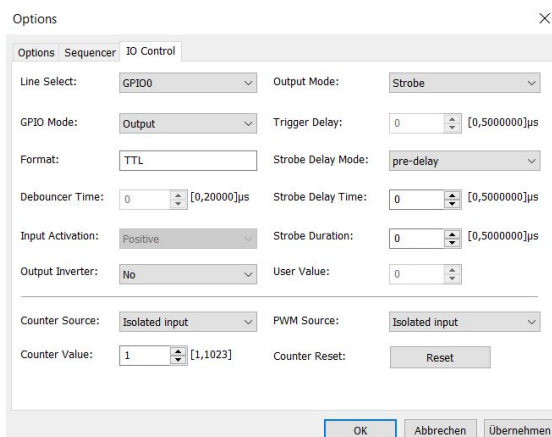 Options
Options Sequencer IO Control
Line Select: GPIO0 Output Mode: Strobe
GPIO Mode: Output Trigger Delay: 0 [0,5000000]µs
Format: TTL Strobe Delay Mode: pre-delay
Debouncer Time: 0 [0,20000]µs Strobe Delay Time: 0 [0,5000000]µs
Input Activation: Positive Strobe Duration: 0 [0,5000000]µs
Output Inverter: No User Value: 0
Counter Source: Isolated input PWM Source: Isolated input
Counter Value: 1 [1,1023] Counter Reset: Reset
OK Abbrechen Übernehmen